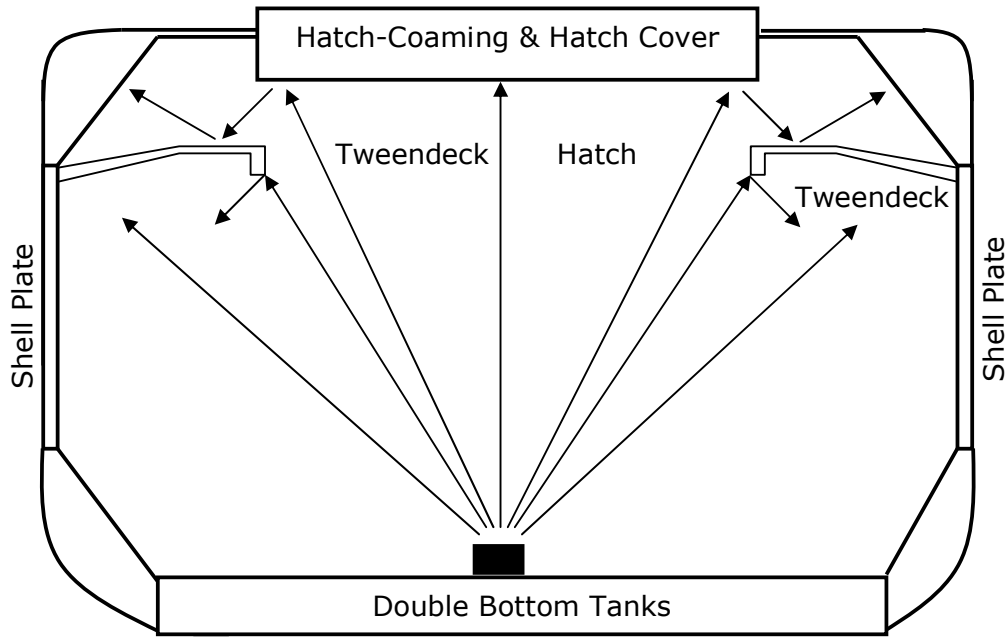 Hatch-Coaming & Hatch Cover
Tweendeck Hatch
Tweendeck
Shell Plate
Shell Plate
Double Bottom Tanks